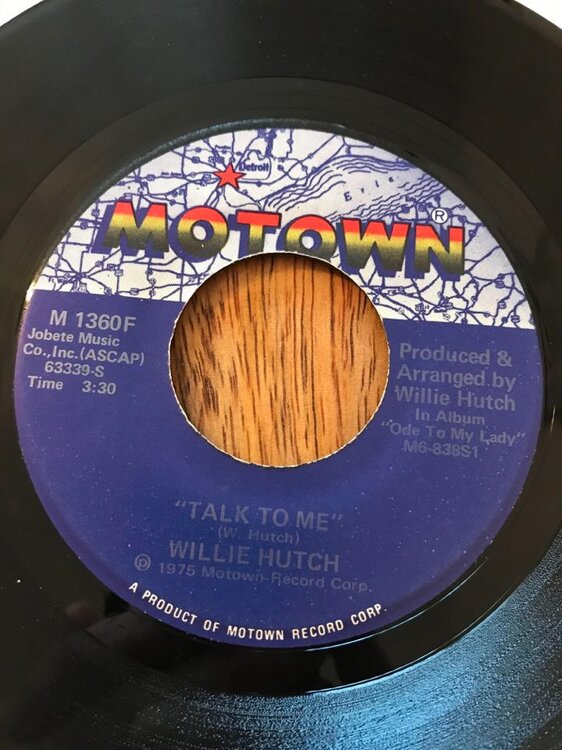 Detroit
Erie
MOTOWN®
M 1360F
Jobete Music
Co., Inc. (ASCAP)
63339-S
Time 3:30
Produced &
Arranged by
Willie Hutch
In Album
"Ode To My Lady"
M6-838S1
"TALK TO ME"
(W. Hutch)
WILLIE HUTCH
℗ 1975 Motown Record Corp.
A PRODUCT OF MOTOWN RECORD CORP.